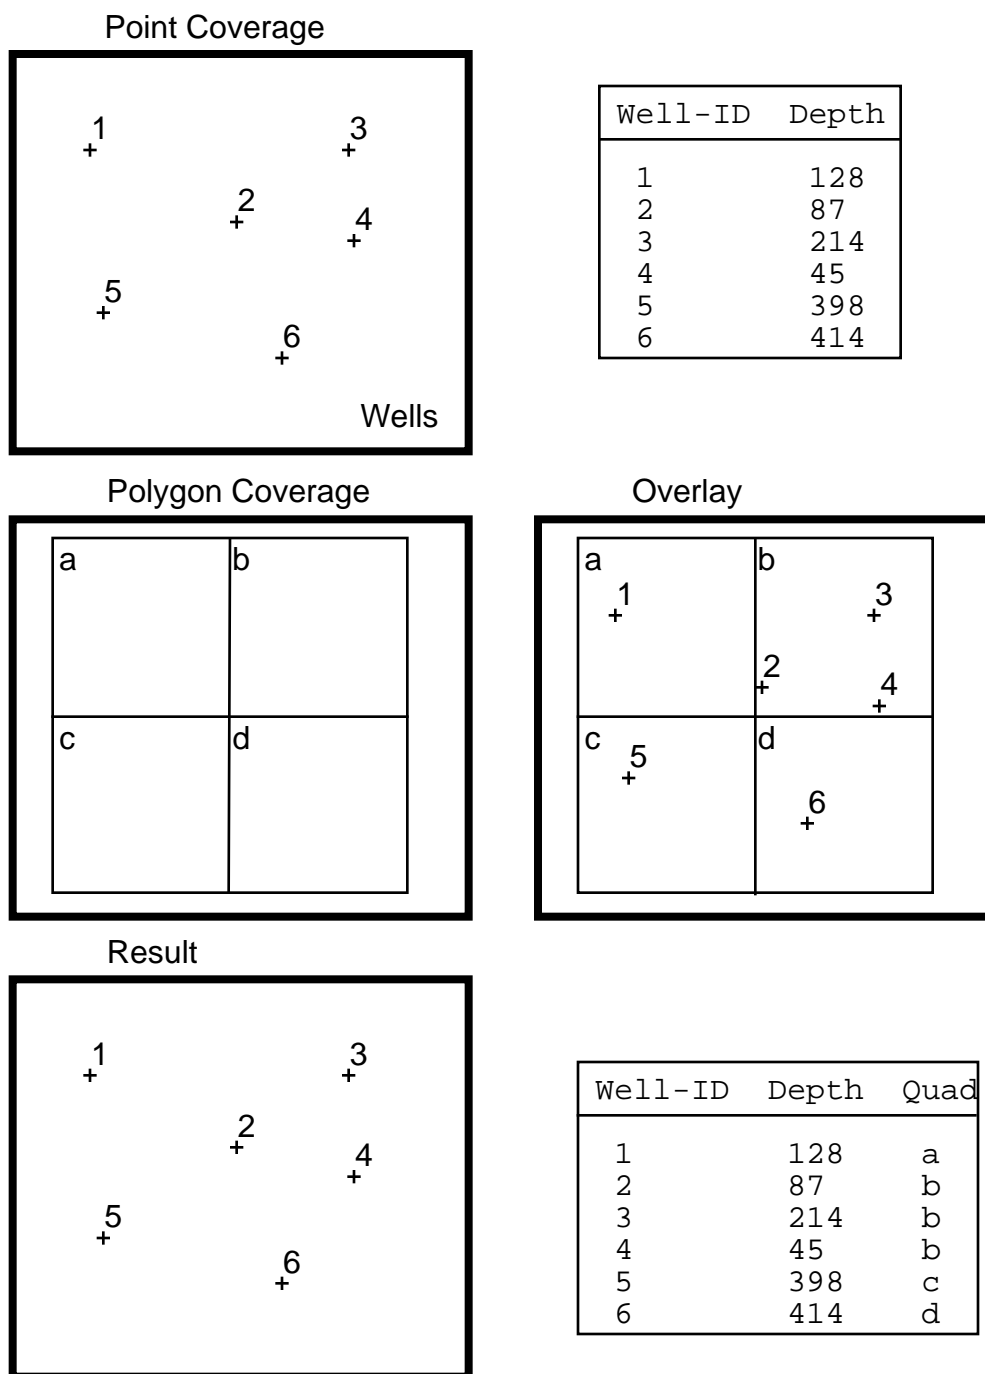 Point Coverage
1
3
2
4
5
6
Wells
Well-ID Depth
1 128
2 87
3 214
4 45
5 398
6 414
Polygon Coverage
a b
c d
Overlay
a b
1 3
2
4
c d
5
6
Result
1
3
2
4
5
6
Well-ID Depth Quad
1 128 a
2 87 b
3 214 b
4 45 b
5 398 c
6 414 d